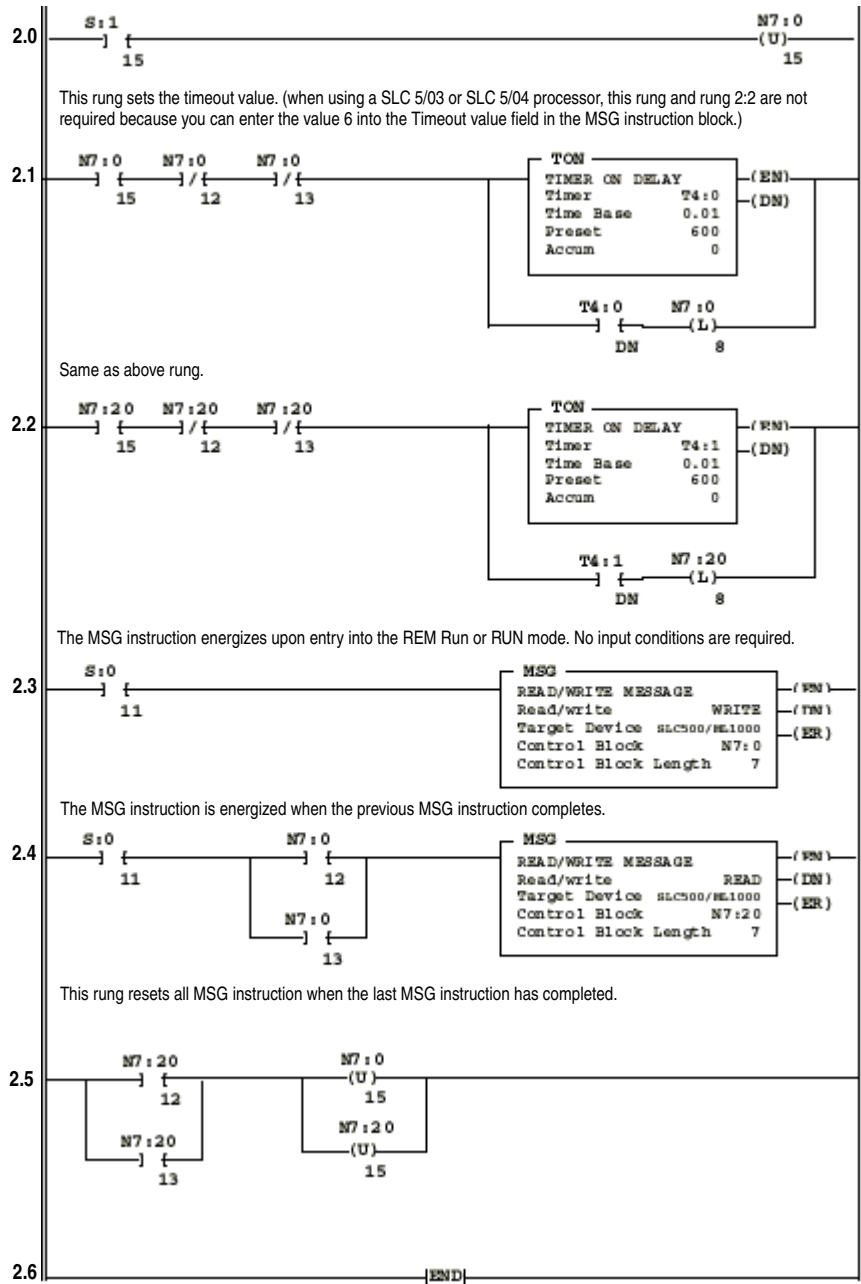 S:1 N7:0
2.0 ] [ (U)
15 15
This rung sets the timeout value. (when using a SLC 5/03 or SLC 5/04 processor, this rung and rung 2:2 are not
required because you can enter the value 6 into the Timeout value field in the MSG instruction block.)
N7:0 N7:0 N7:0 TON
2.1 ] [ ]/[ ]/[ TIMER ON DELAY (EN)
15 12 13 Timer T4:0 (DN)
Time Base 0.01
Preset 600
Accum 0
T4:0 N7:0
] [ (L)
DN 8
Same as above rung.
N7:20 N7:20 N7:20 TON
2.2 ] [ ]/[ ]/[ TIMER ON DELAY (EN)
15 12 13 Timer T4:1 (DN)
Time Base 0.01
Preset 600
Accum 0
T4:1 N7:20
] [ (L)
DN 8
The MSG instruction energizes upon entry into the REM Run or RUN mode. No input conditions are required.
S:0 MSG
2.3 ] [ READ/WRITE MESSAGE (EN)
11 Read/write WRITE (DN)
Target Device SLC500/ML1000 (ER)
Control Block N7:0
Control Block Length 7
The MSG instruction is energized when the previous MSG instruction completes.
S:0 N7:0 MSG
2.4 ] [ ] [ READ/WRITE MESSAGE (EN)
11 12 Read/write READ (DN)
Target Device SLC500/ML1000 (ER)
N7:0 Control Block N7:20
] [ Control Block Length 7
13
This rung resets all MSG instruction when the last MSG instruction has completed.
N7:20 N7:0
2.5 ] [ (U)
12 15
N7:20 N7:20
] [ (U)
13 15
2.6 END